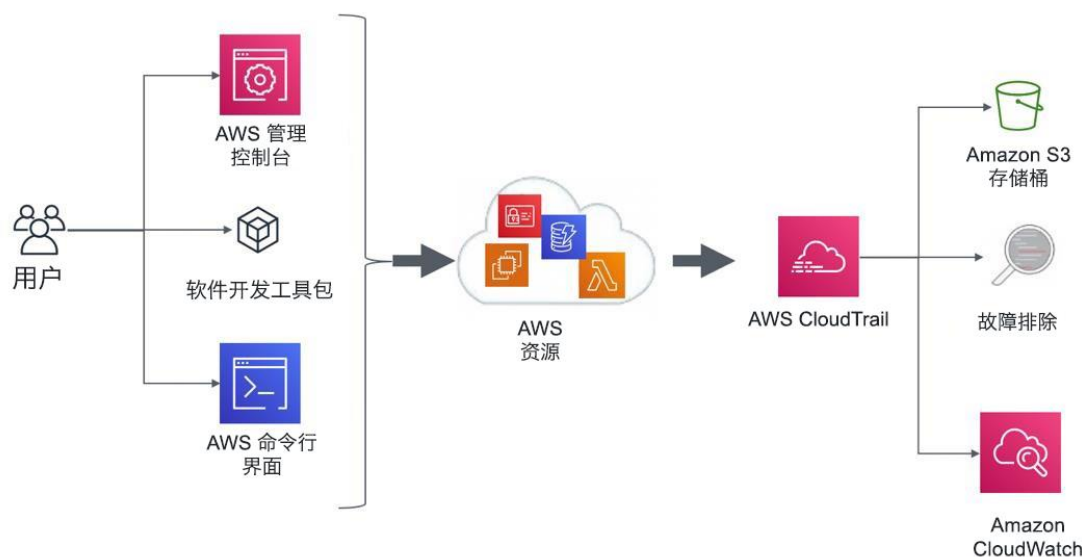 用户
AWS 管理
控制台
软件开发工具包
AWS 命令行
界面
AWS
资源
AWS CloudTrail
Amazon S3
存储桶
故障排除
Amazon
CloudWatch